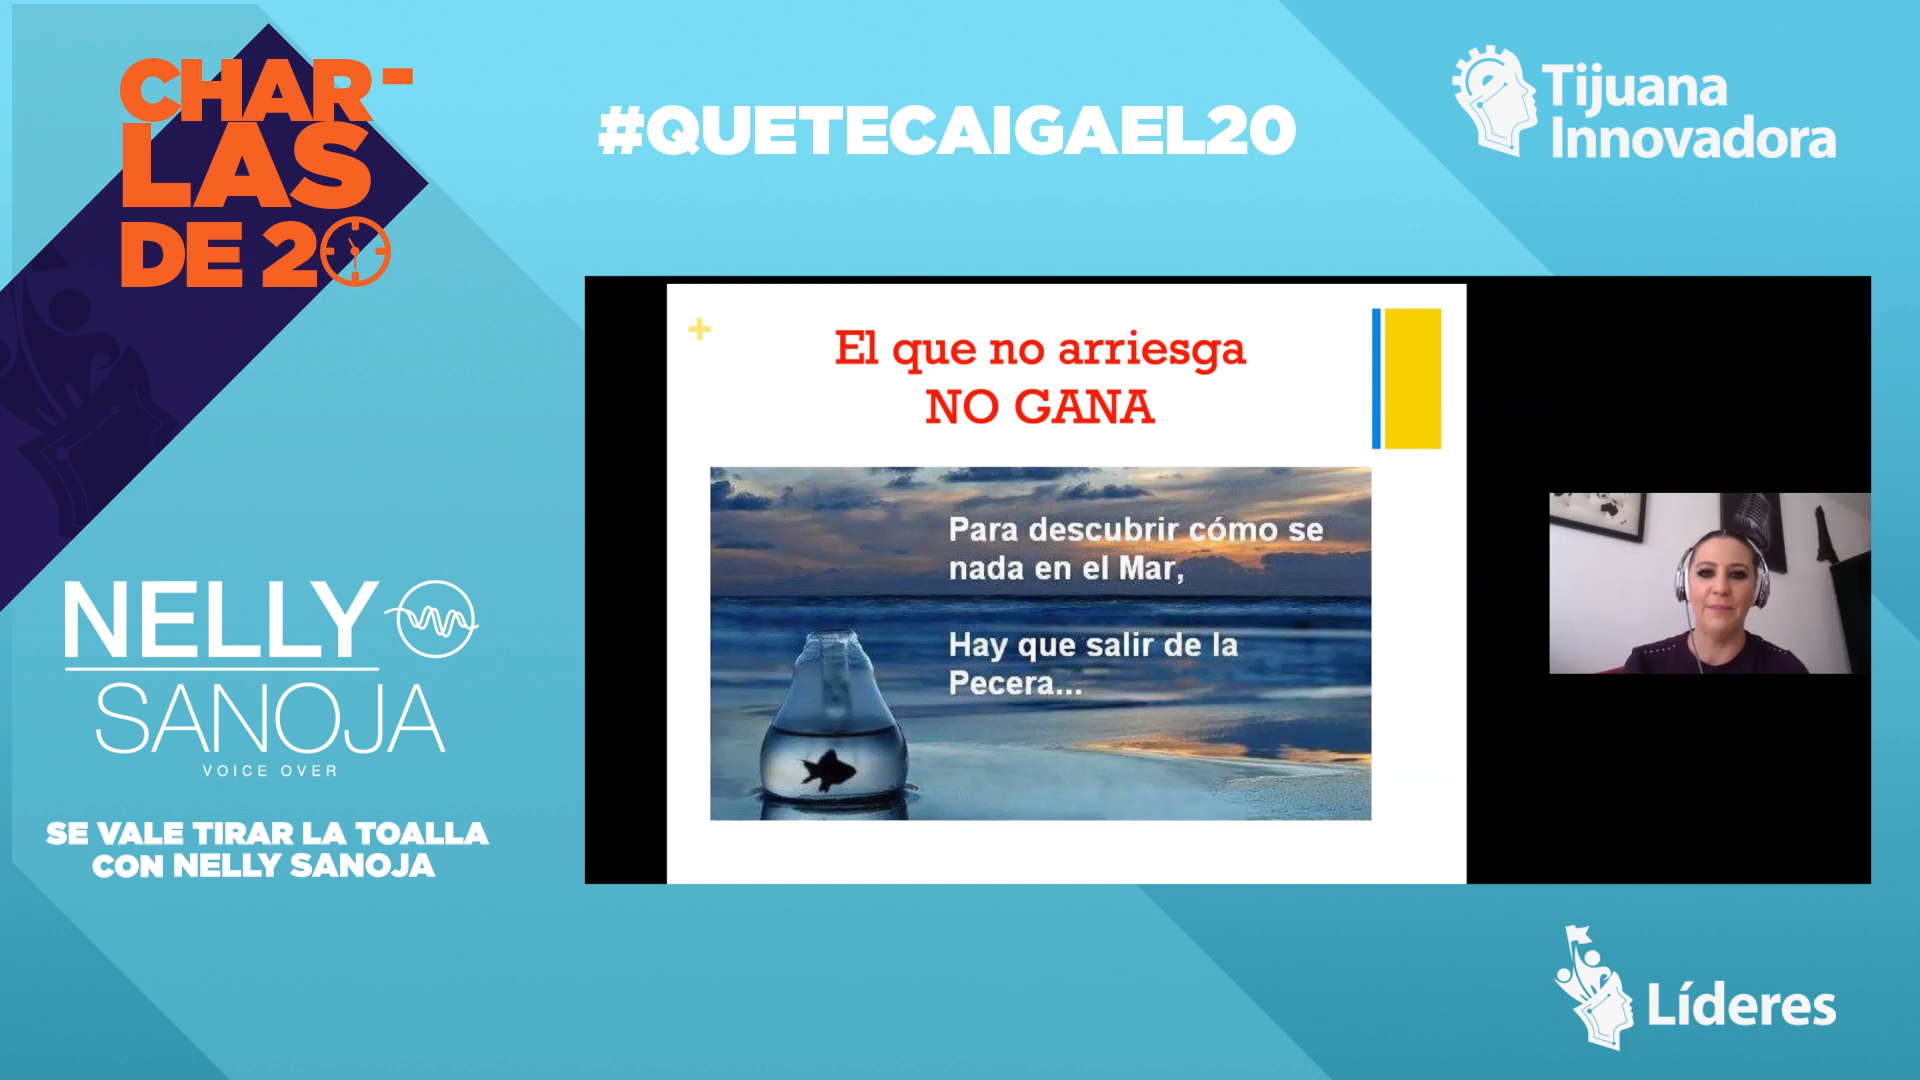 CHAR-
LAS
DE 20
#QUETECAIGAEL20
Tijuana
Innovadora
El que no arriesga
NO GANA
Para descubrir cómo se
nada en el Mar,
Hay que salir de la
Pecera...
NELLY
SANOJA
VOICE OVER
SE VALE TIRAR LA TOALLA
CON NELLY SANOJA
Líderes